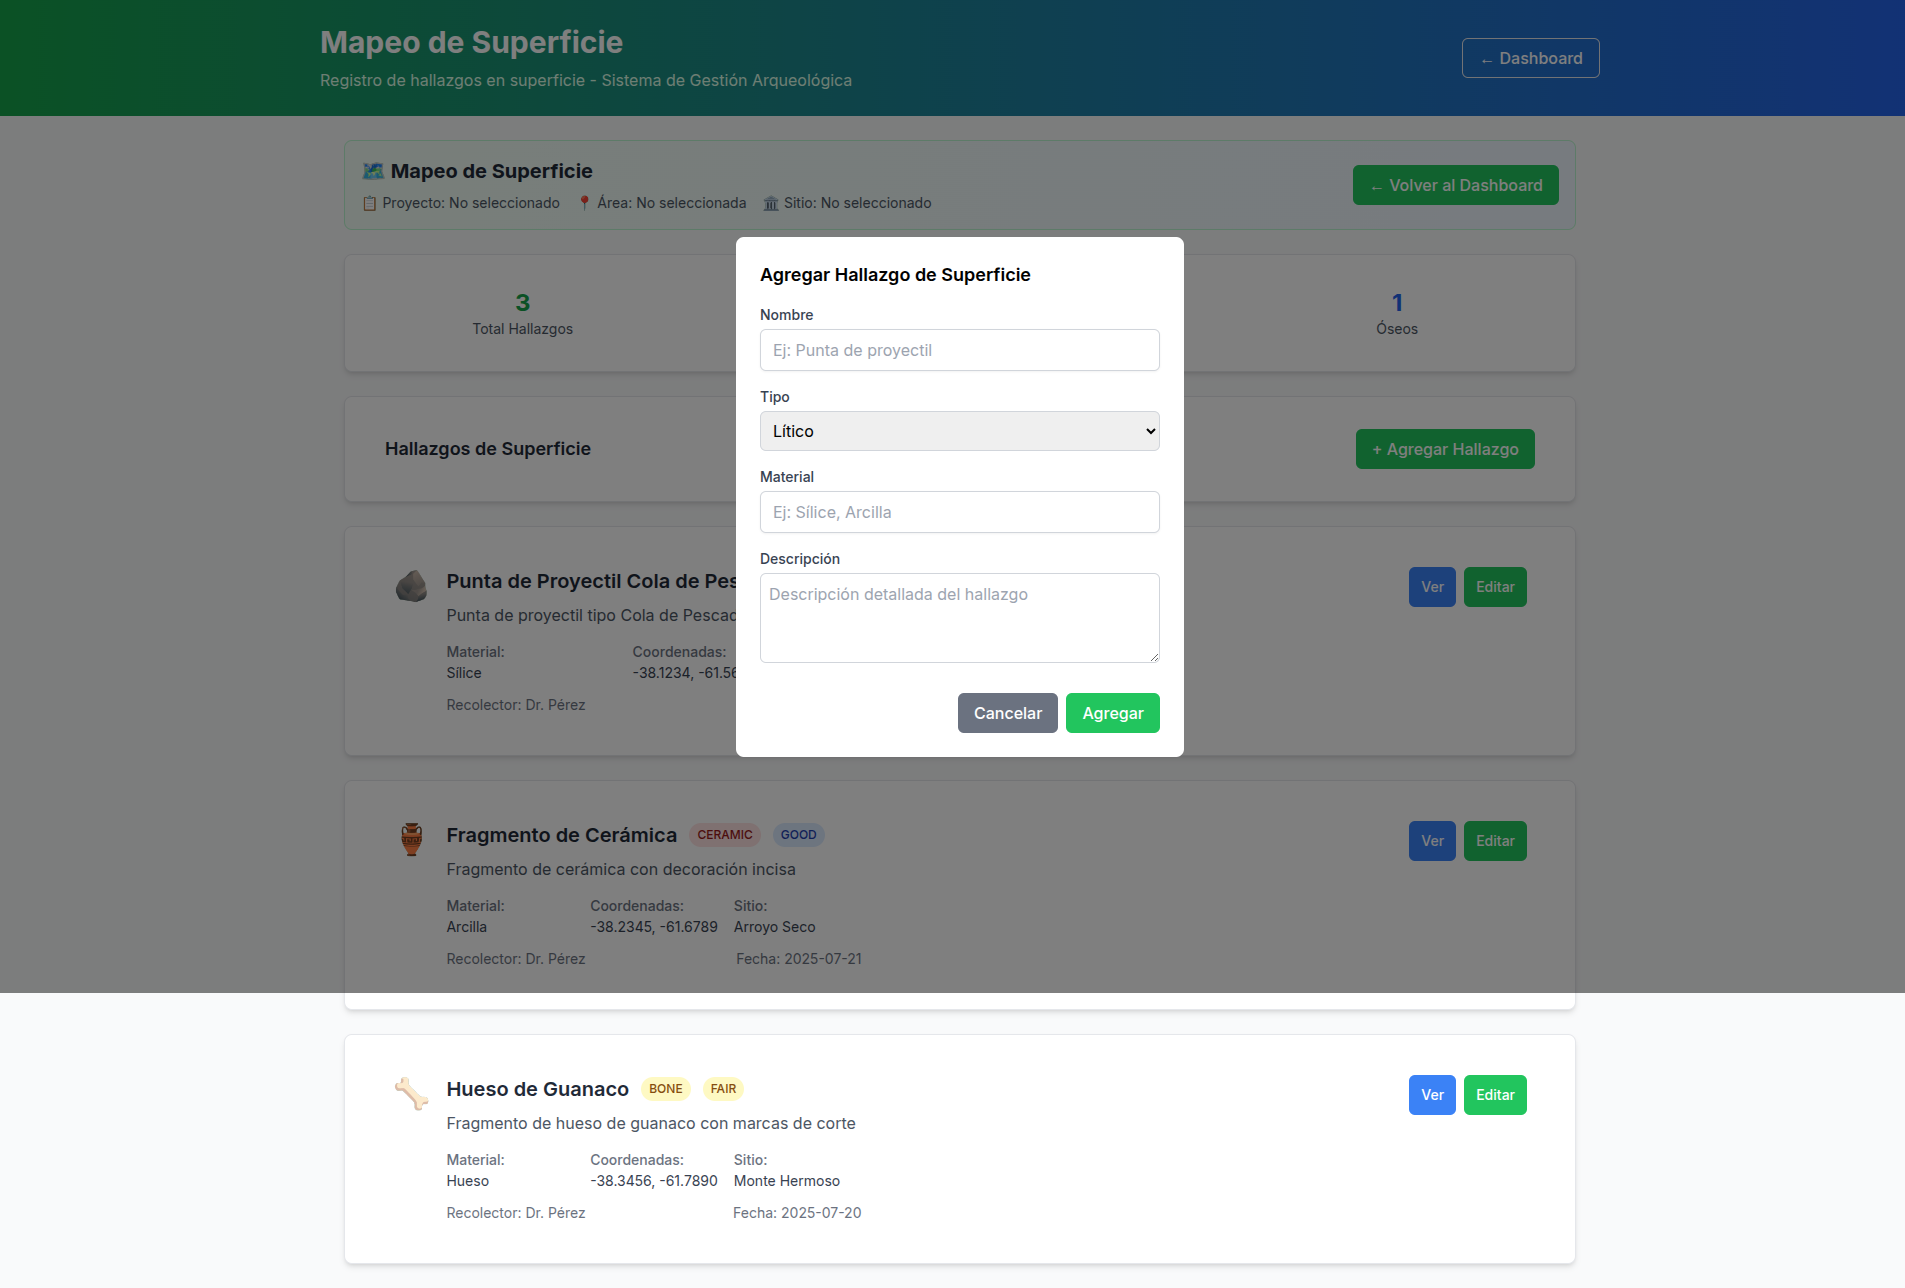 Mapeo de Superficie
Registro de hallazgos en superficie - Sistema de Gestión Arqueológica
← Dashboard
Mapeo de Superficie
Proyecto: No seleccionado Área: No seleccionada Sitio: No seleccionado
← Volver al Dashboard
3
Total Hallazgos
1
Óseos
Hallazgos de Superficie
+ Agregar Hallazgo
Agregar Hallazgo de Superficie
Nombre
Ej: Punta de proyectil
Tipo
Lítico
Material
Ej: Sílice, Arcilla
Descripción
Descripción detallada del hallazgo
Cancelar Agregar
Punta de Proyectil Cola de Pes
Punta de proyectil tipo Cola de Pescad
Material: Coordenadas:
Sílice -38.1234, -61.56
Recolector: Dr. Pérez
Ver Editar
Fragmento de Cerámica CERAMIC GOOD
Fragmento de cerámica con decoración incisa
Material: Coordenadas: Sitio:
Arcilla -38.2345, -61.6789 Arroyo Seco
Recolector: Dr. Pérez Fecha: 2025-07-21
Ver Editar
Hueso de Guanaco BONE FAIR
Fragmento de hueso de guanaco con marcas de corte
Material: Coordenadas: Sitio:
Hueso -38.3456, -61.7890 Monte Hermoso
Recolector: Dr. Pérez Fecha: 2025-07-20
Ver Editar